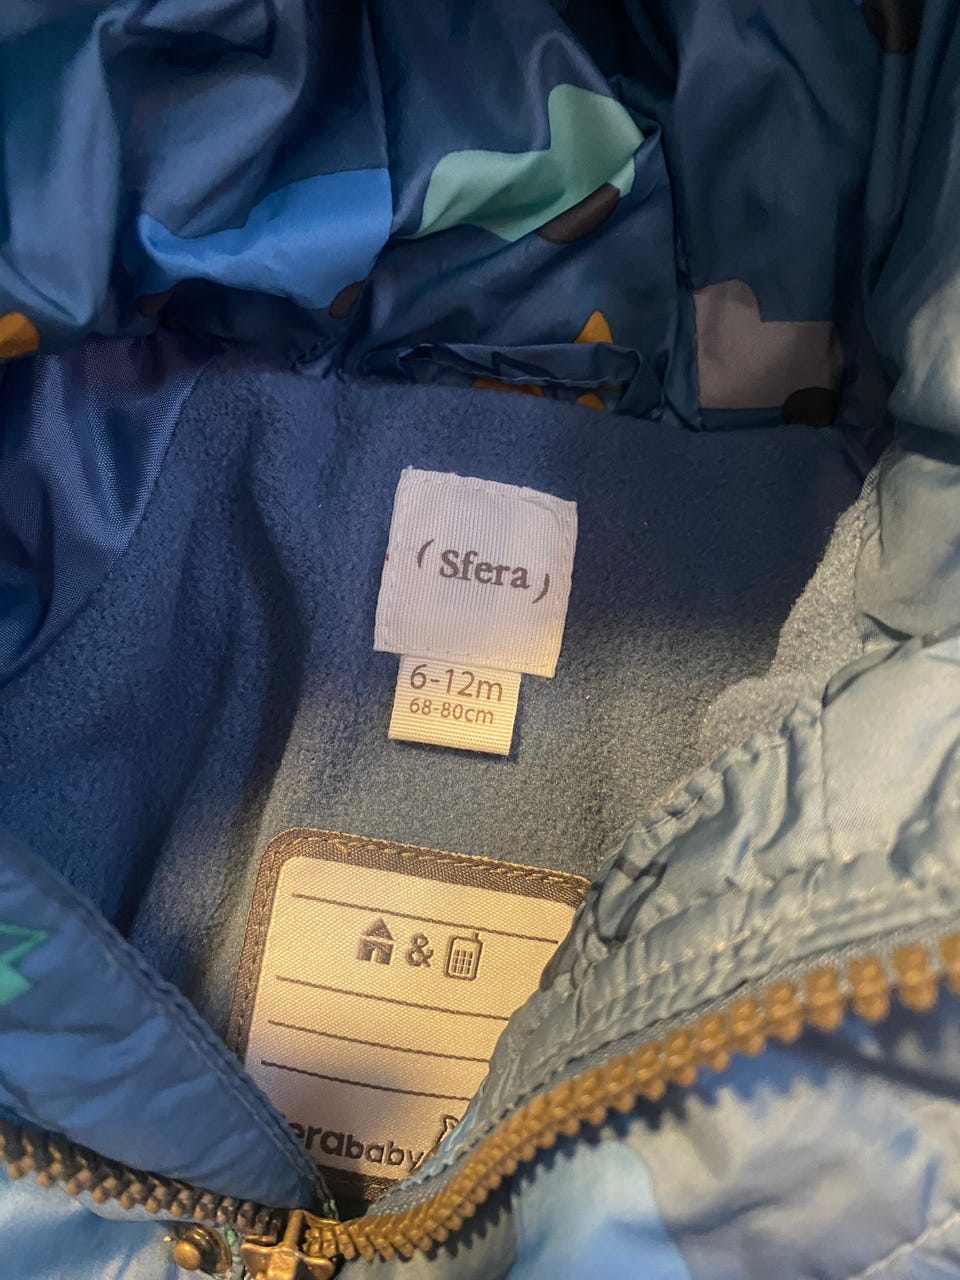 ( Sfera )
6-12m
68-80cm
&
erababy